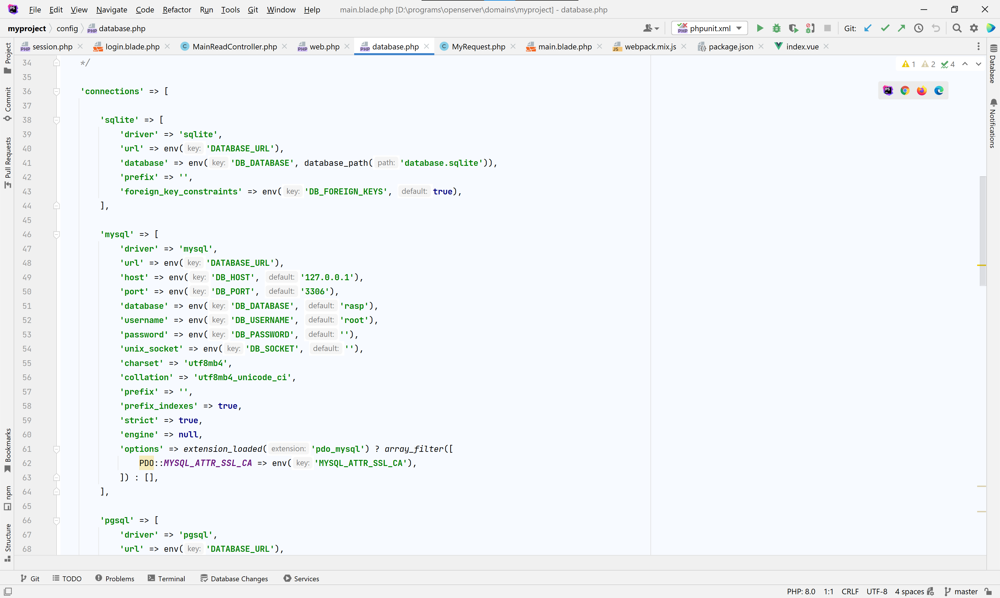 PS File Edit View Navigate Code Refactor Run Tools Git Window Help main.blade.php [D:\programs\openserver\domains\myproject] - database.php
myproject config database.php phpunit.xml Git:
session.php login.blade.php MainReadController.php web.php database.php MyRequest.php main.blade.php webpack.mix.js package.json index.vue
1 2 4
34 */
35
36 'connections' => [
37
38 'sqlite' => [
39 'driver' => 'sqlite',
40 'url' => env( key: 'DATABASE_URL'),
41 'database' => env( key: 'DB_DATABASE', database_path( path: 'database.sqlite')),
42 'prefix' => '',
43 'foreign_key_constraints' => env( key: 'DB_FOREIGN_KEYS', default: true),
44 ],
45
46 'mysql' => [
47 'driver' => 'mysql',
48 'url' => env( key: 'DATABASE_URL'),
49 'host' => env( key: 'DB_HOST', default: '127.0.0.1'),
50 'port' => env( key: 'DB_PORT', default: '3306'),
51 'database' => env( key: 'DB_DATABASE', default: 'rasp'),
52 'username' => env( key: 'DB_USERNAME', default: 'root'),
53 'password' => env( key: 'DB_PASSWORD', default: ''),
54 'unix_socket' => env( key: 'DB_SOCKET', default: ''),
55 'charset' => 'utf8mb4',
56 'collation' => 'utf8mb4_unicode_ci',
57 'prefix' => '',
58 'prefix_indexes' => true,
59 'strict' => true,
60 'engine' => null,
61 'options' => extension_loaded( extension: 'pdo_mysql') ? array_filter([
62 PDO::MYSQL_ATTR_SSL_CA => env( key: 'MYSQL_ATTR_SSL_CA'),
63 ]) : [],
64 ],
65
66 'pgsql' => [
67 'driver' => 'pgsql',
68 'url' => env( key: 'DATABASE_URL'),
Project
Commit
Pull Requests
Bookmarks
npm
Structure
Database
Notifications
Git TODO Problems Terminal Database Changes Services
PHP: 8.0 1:1 CRLF UTF-8 4 spaces master